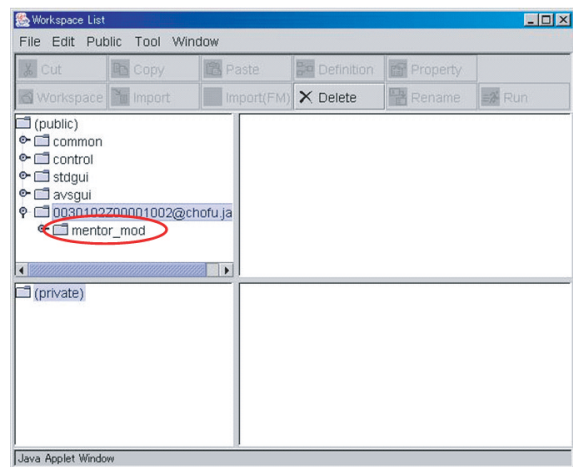 Workspace List
File Edit Public Tool Window
Cut Copy Paste Definition Property
Workspace Import Import(FM) Delete Rename Run
(public)
common
control
stdgui
avsgui
0030102Z00001002@chofu.ja
mentor_mod
(private)
Java Applet Window